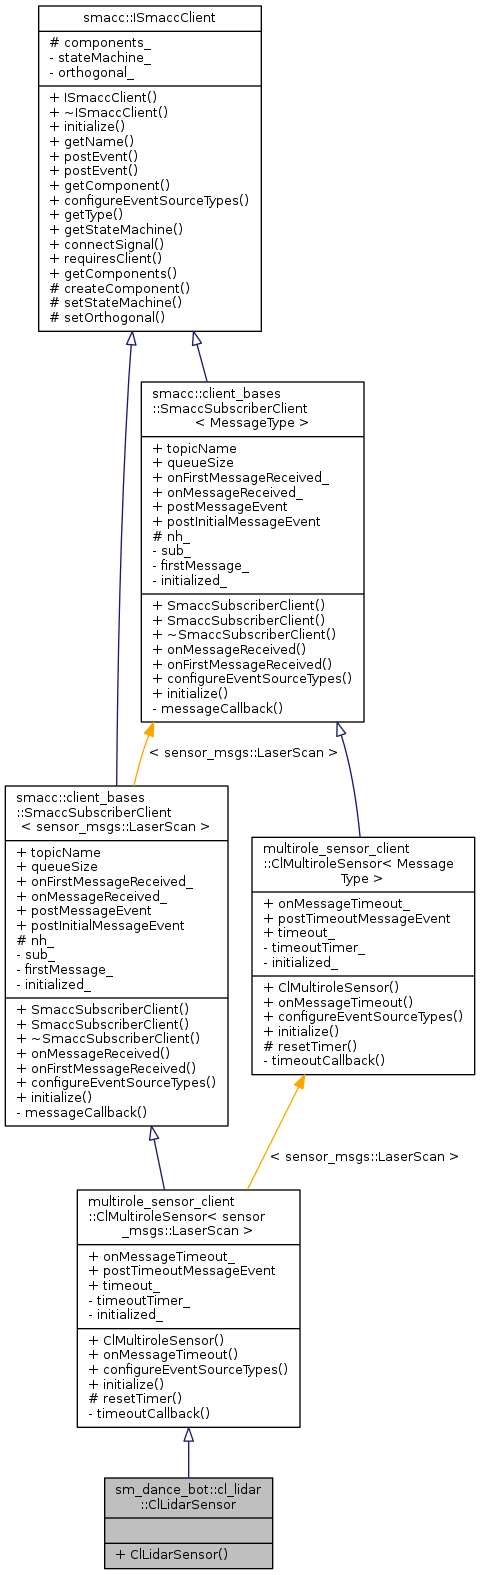 smacc::ISmaccClient
# components_
- stateMachine_
- orthogonal_
+ ISmaccClient()
+ ~ISmaccClient()
+ initialize()
+ getName()
+ postEvent()
+ postEvent()
+ getComponent()
+ configureEventSourceTypes()
+ getType()
+ getStateMachine()
+ connectSignal()
+ requiresClient()
+ getComponents()
# createComponent()
# setStateMachine()
# setOrthogonal()
smacc::client_bases
::SmaccSubscriberClient
< MessageType >
+ topicName
+ queueSize
+ onFirstMessageReceived_
+ onMessageReceived_
+ postMessageEvent
+ postInitialMessageEvent
# nh_
- sub_
- firstMessage_
- initialized_
+ SmaccSubscriberClient()
+ SmaccSubscriberClient()
+ ~SmaccSubscriberClient()
+ onMessageReceived()
+ onFirstMessageReceived()
+ configureEventSourceTypes()
+ initialize()
- messageCallback()
< sensor_msgs::LaserScan >
smacc::client_bases
::SmaccSubscriberClient
< sensor_msgs::LaserScan >
+ topicName
+ queueSize
+ onFirstMessageReceived_
+ onMessageReceived_
+ postMessageEvent
+ postInitialMessageEvent
# nh_
- sub_
- firstMessage_
- initialized_
+ SmaccSubscriberClient()
+ SmaccSubscriberClient()
+ ~SmaccSubscriberClient()
+ onMessageReceived()
+ onFirstMessageReceived()
+ configureEventSourceTypes()
+ initialize()
- messageCallback()
multirole_sensor_client
::ClMultiroleSensor< Message
Type >
+ onMessageTimeout_
+ postTimeoutMessageEvent
+ timeout_
- timeoutTimer_
- initialized_
+ ClMultiroleSensor()
+ onMessageTimeout()
+ configureEventSourceTypes()
+ initialize()
# resetTimer()
- timeoutCallback()
< sensor_msgs::LaserScan >
multirole_sensor_client
::ClMultiroleSensor< sensor
_msgs::LaserScan >
+ onMessageTimeout_
+ postTimeoutMessageEvent
+ timeout_
- timeoutTimer_
- initialized_
+ ClMultiroleSensor()
+ onMessageTimeout()
+ configureEventSourceTypes()
+ initialize()
# resetTimer()
- timeoutCallback()
sm_dance_bot::cl_lidar
::ClLidarSensor
+ ClLidarSensor()